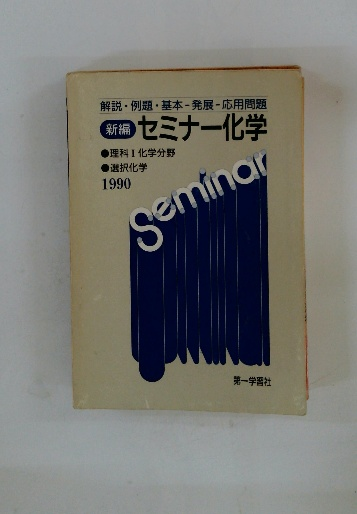 解説・例題・基本-発展-応用問題
新編 セミナー化学
●理科I化学分野
●選択化学
1990
Seminar
第一学習社